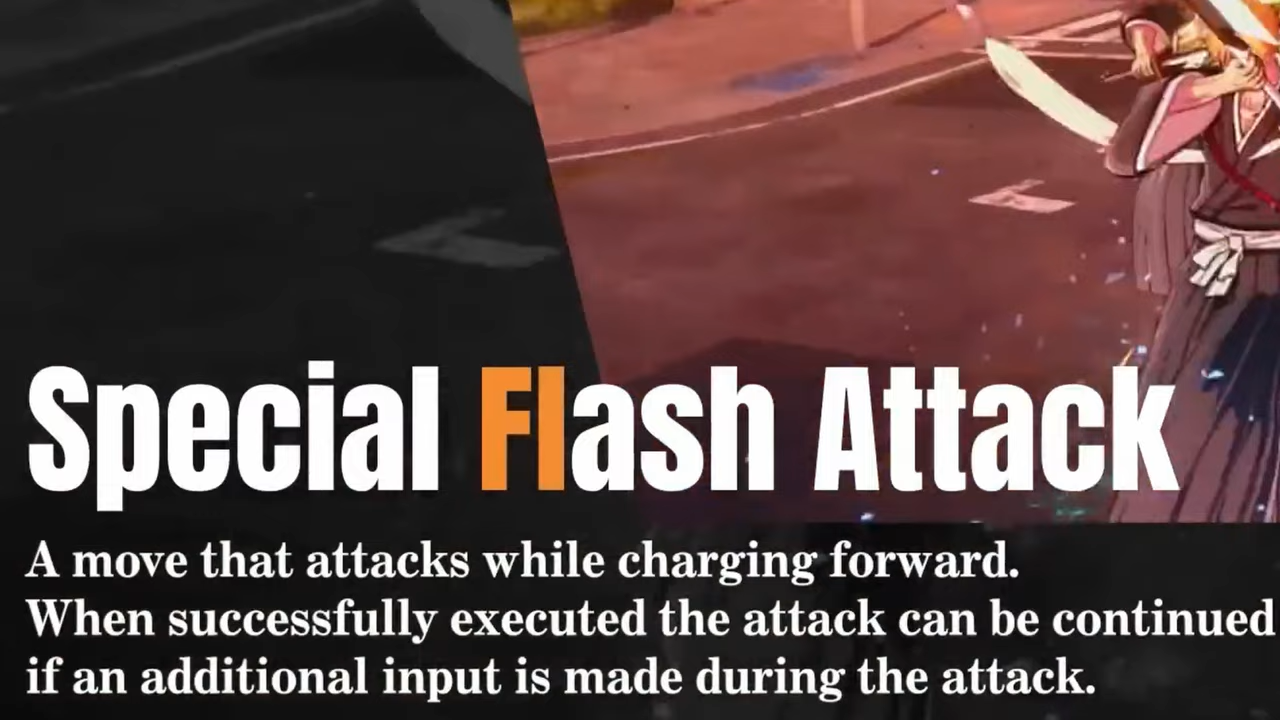 Special Flash Attack
A move that attacks while charging forward.
When successfully executed the attack can be continued
if an additional input is made during the attack.